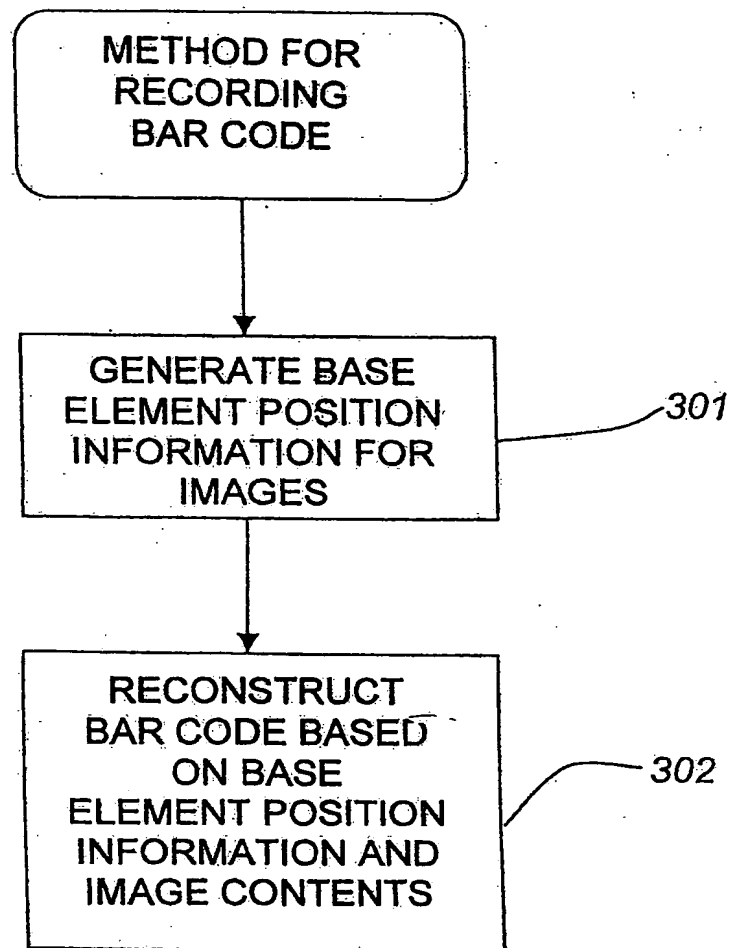 METHOD FOR
RECORDING
BAR CODE
GENERATE BASE
ELEMENT POSITION
INFORMATION FOR
IMAGES
301
RECONSTRUCT
BAR CODE BASED
ON BASE
ELEMENT POSITION
INFORMATION AND
IMAGE CONTENTS
302